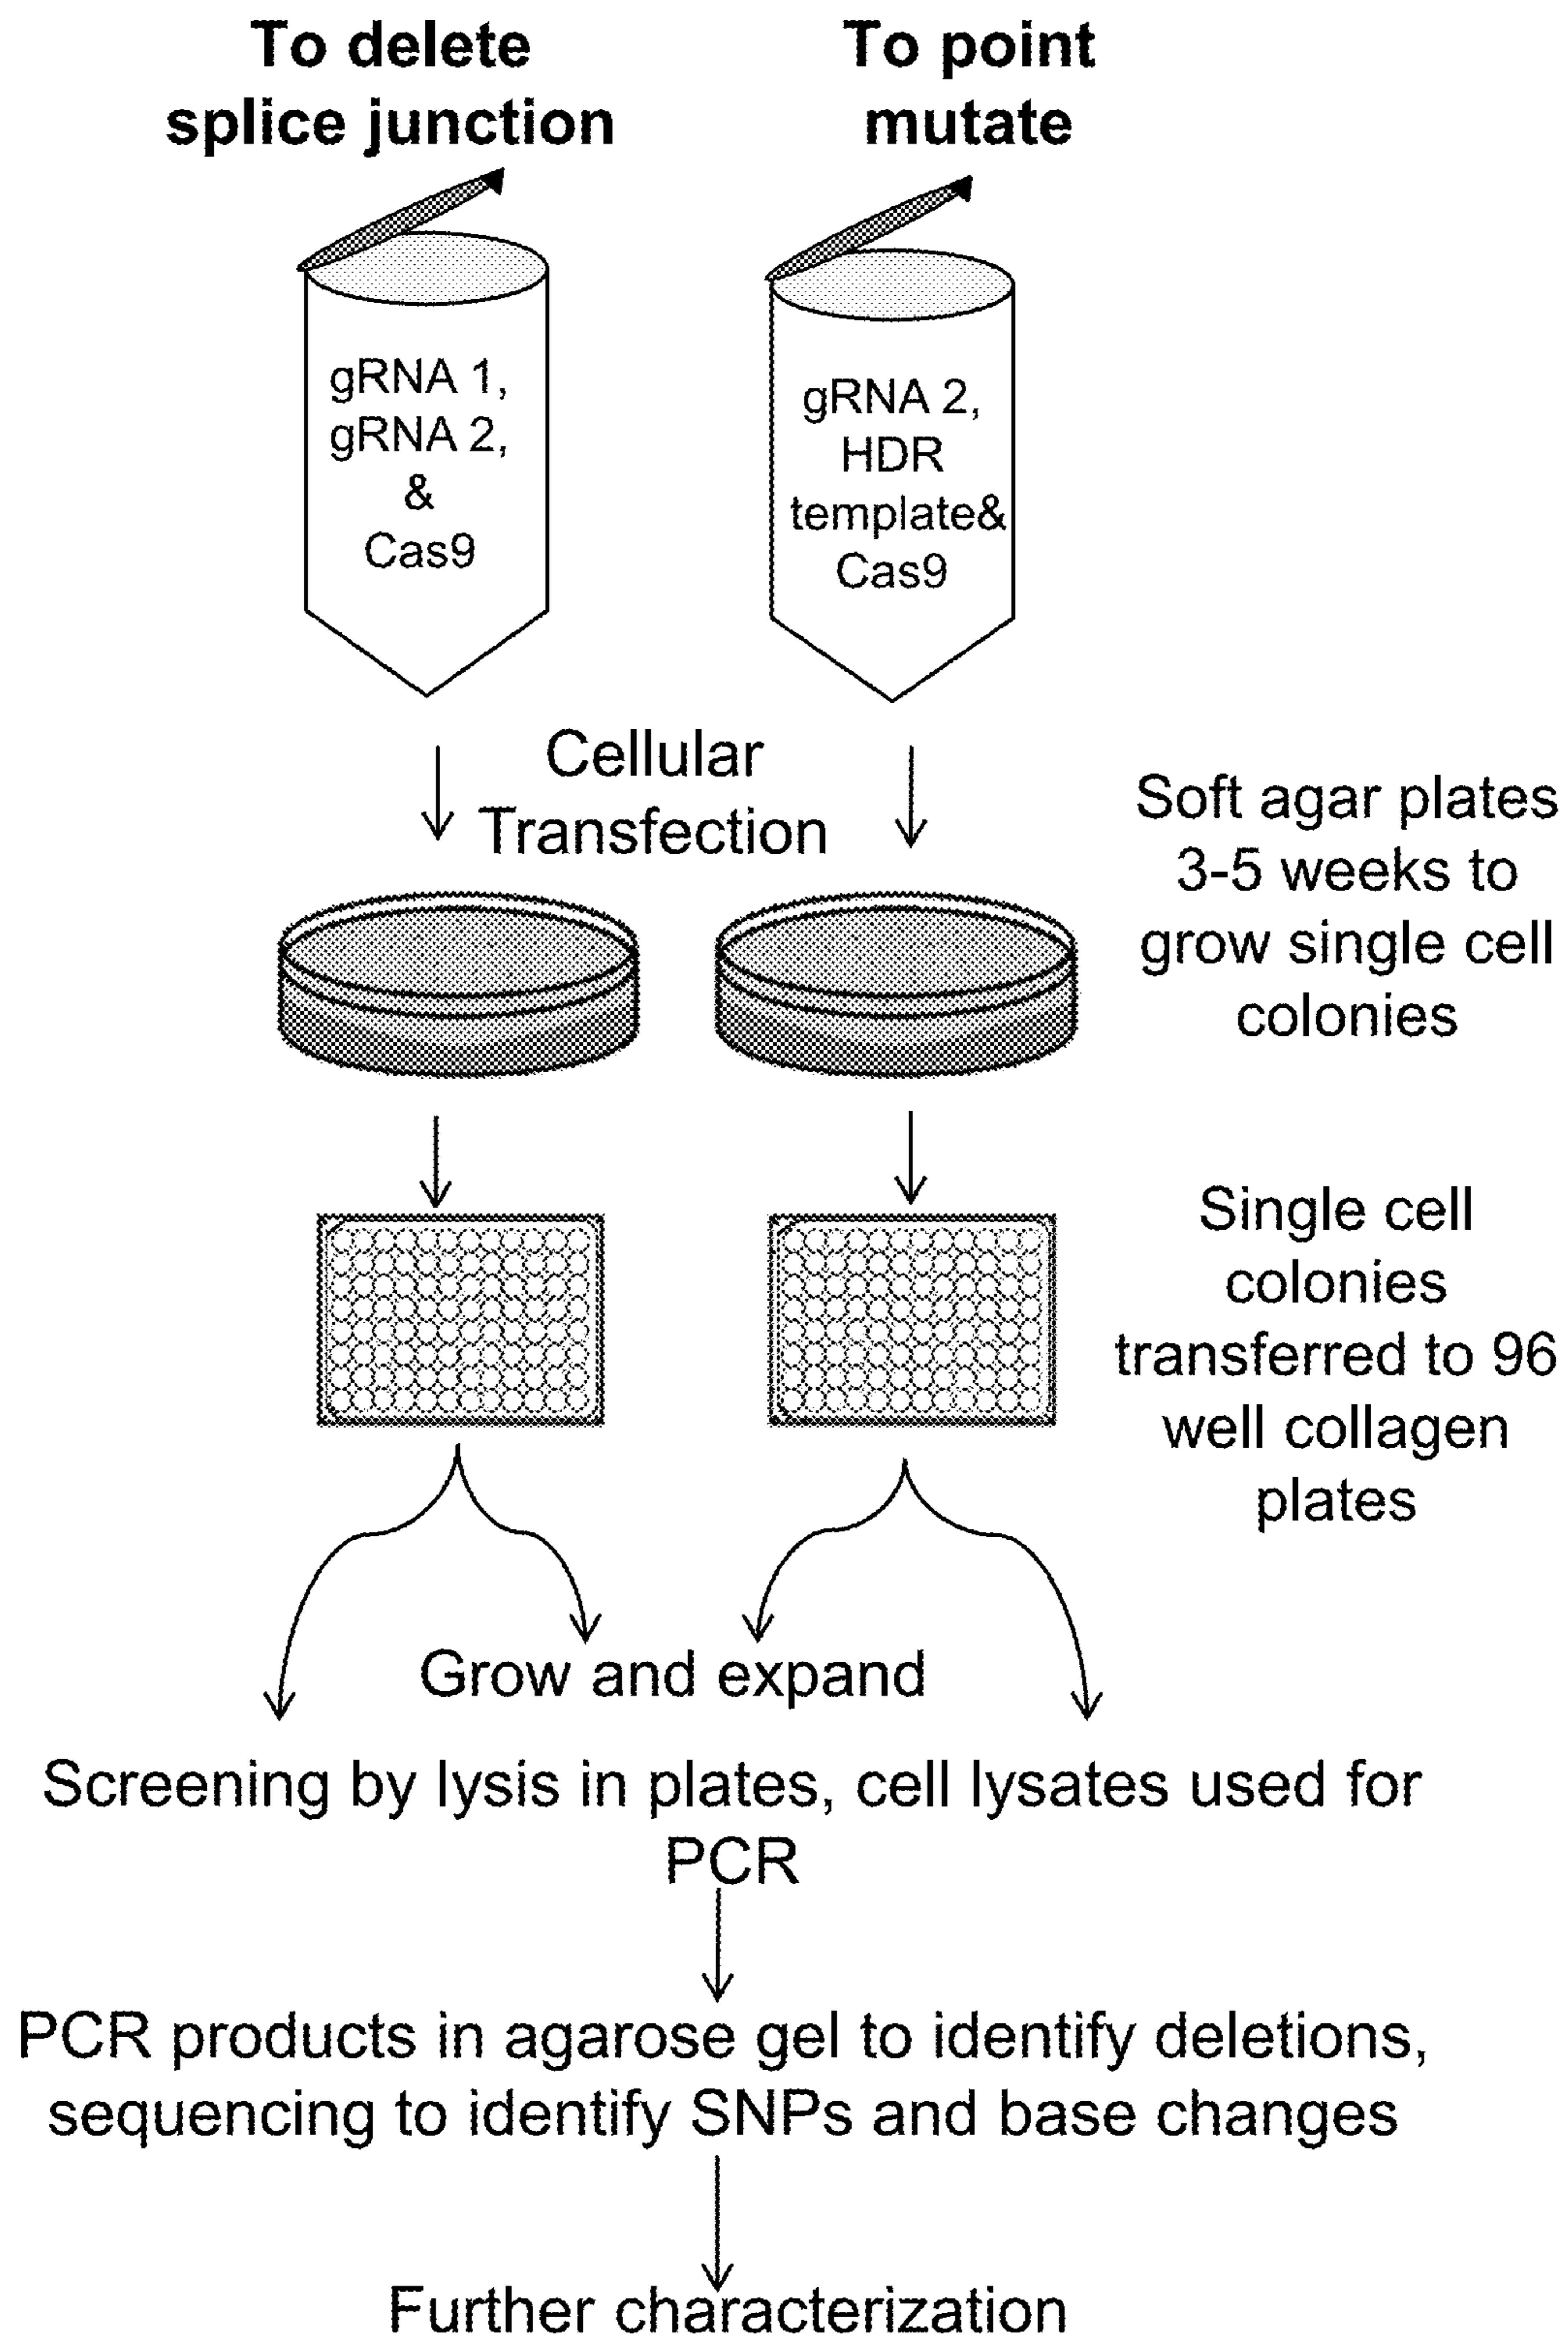 To delete
splice junction
To point
mutate
gRNA 1,
gRNA 2,
&
Cas9
gRNA 2,
HDR
template&
Cas9
Cellular
Transfection
Soft agar plates
3-5 weeks to
grow single cell
colonies
Single cell
colonies
transferred to 96
well collagen
plates
Grow and expand
Screening by lysis in plates, cell lysates used for
PCR
PCR products in agarose gel to identify deletions,
sequencing to identify SNPs and base changes
Further characterization